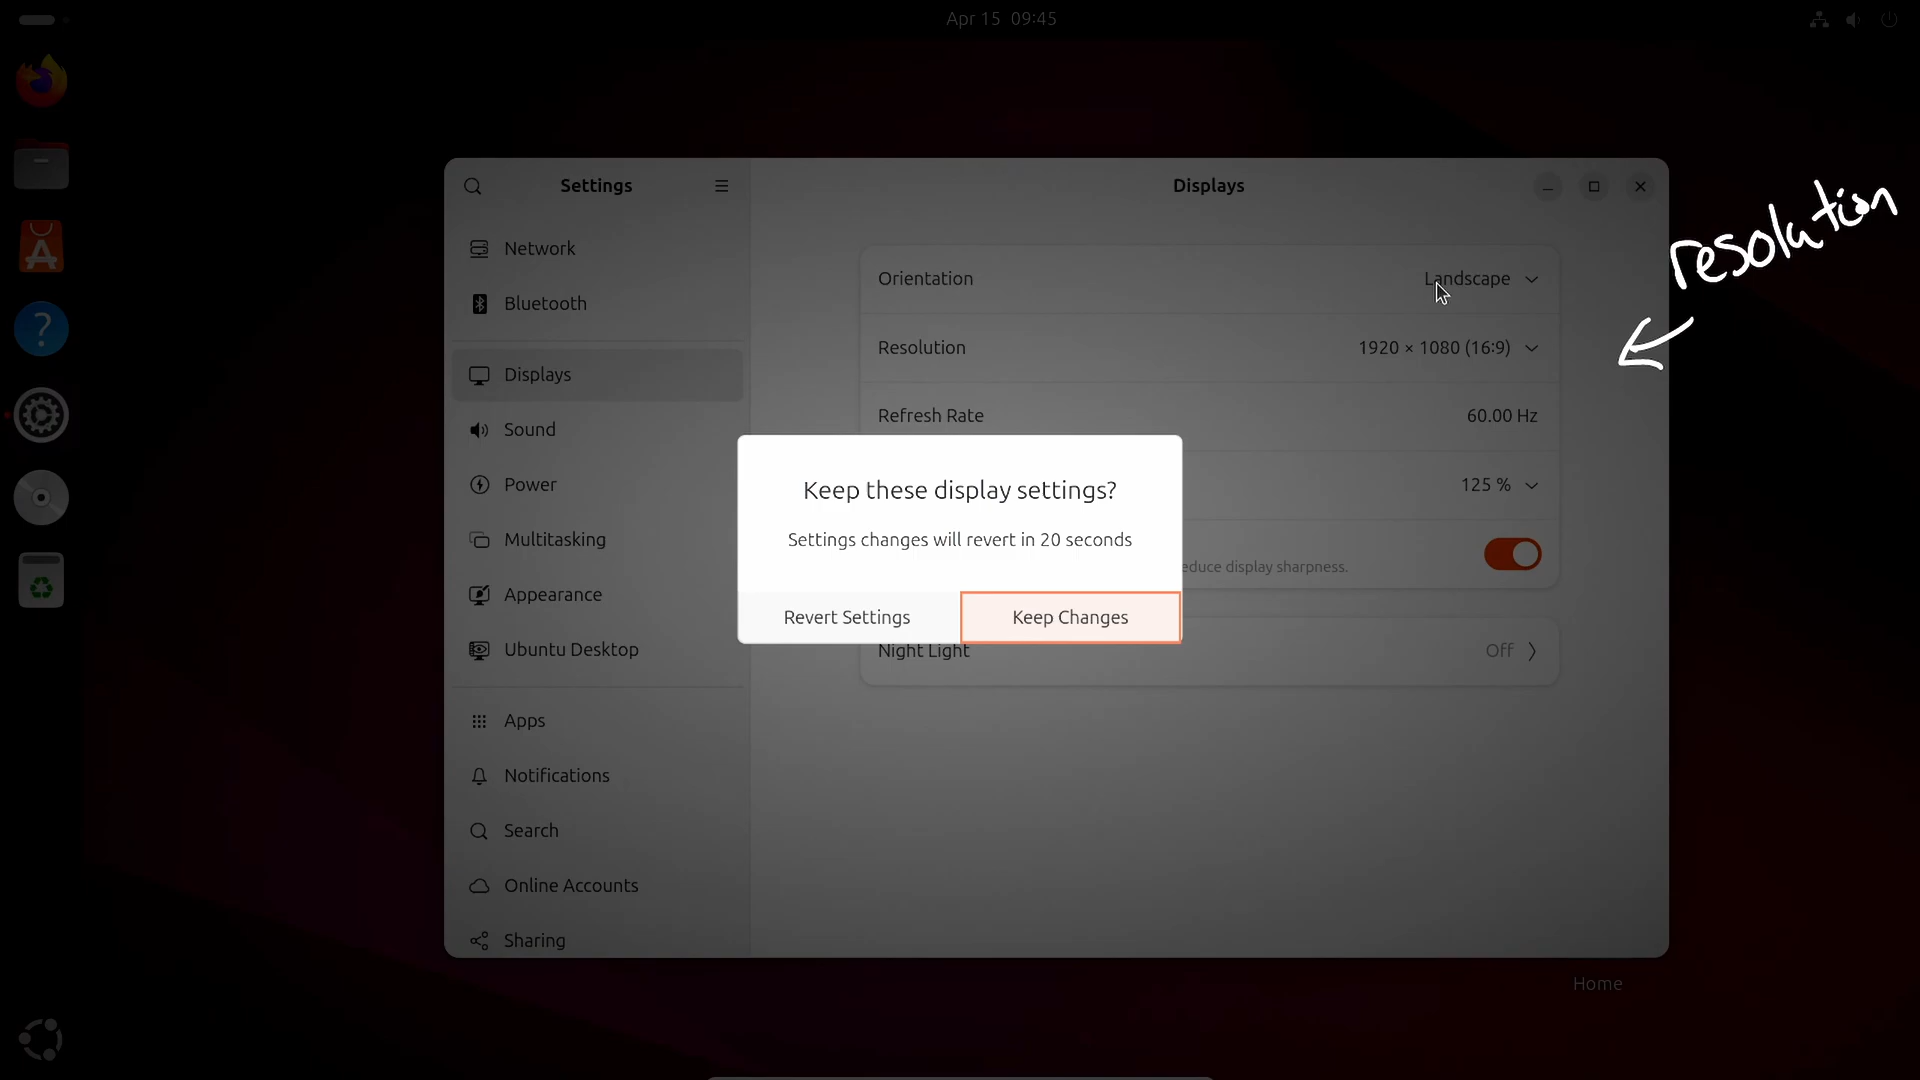 Apr 15 09:45
Settings
Displays
resolution
Network
Bluetooth
Displays
Sound
Power
Multitasking
Appearance
Ubuntu Desktop
Apps
Notifications
Search
Online Accounts
Sharing
Orientation
Landscape
Resolution
1920 × 1080 (16:9)
Refresh Rate
60.00 Hz
125 %
educe display sharpness.
Night Light
Off
Keep these display settings?
Settings changes will revert in 20 seconds
Revert Settings
Keep Changes
Home